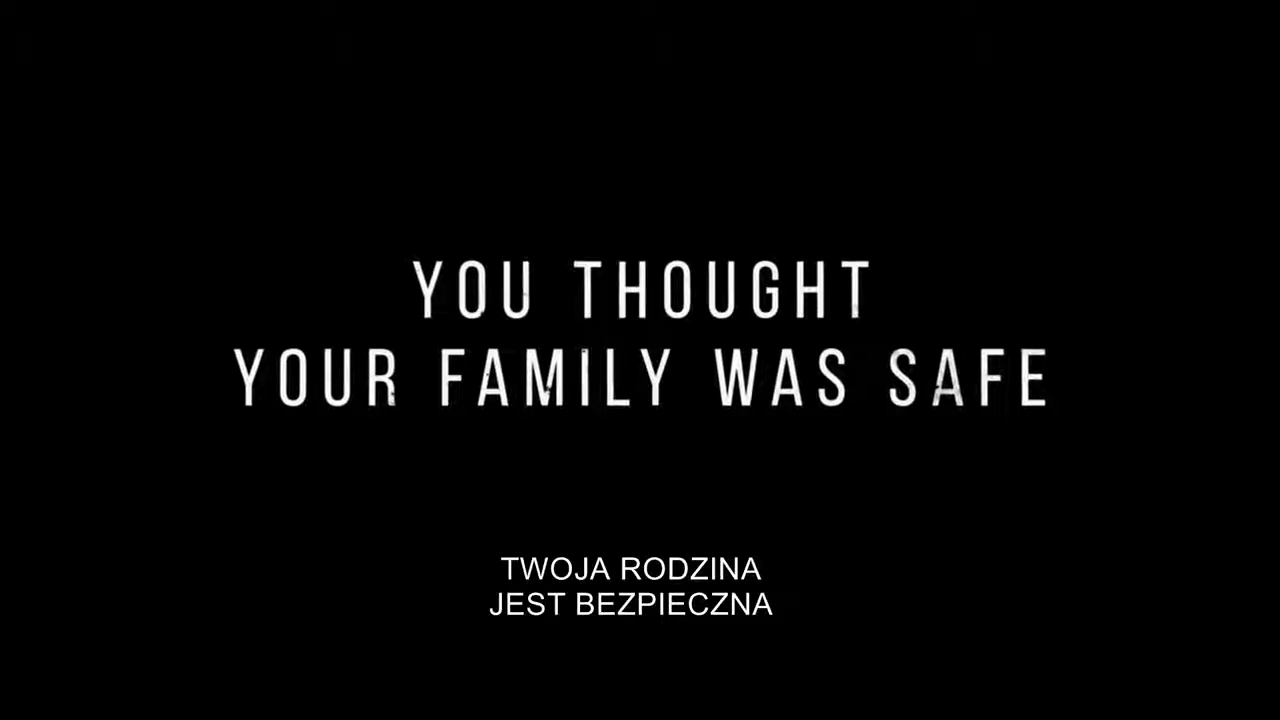 YOU THOUGHT
YOUR FAMILY WAS SAFE
TWOJA RODZINA
JEST BEZPIECZNA